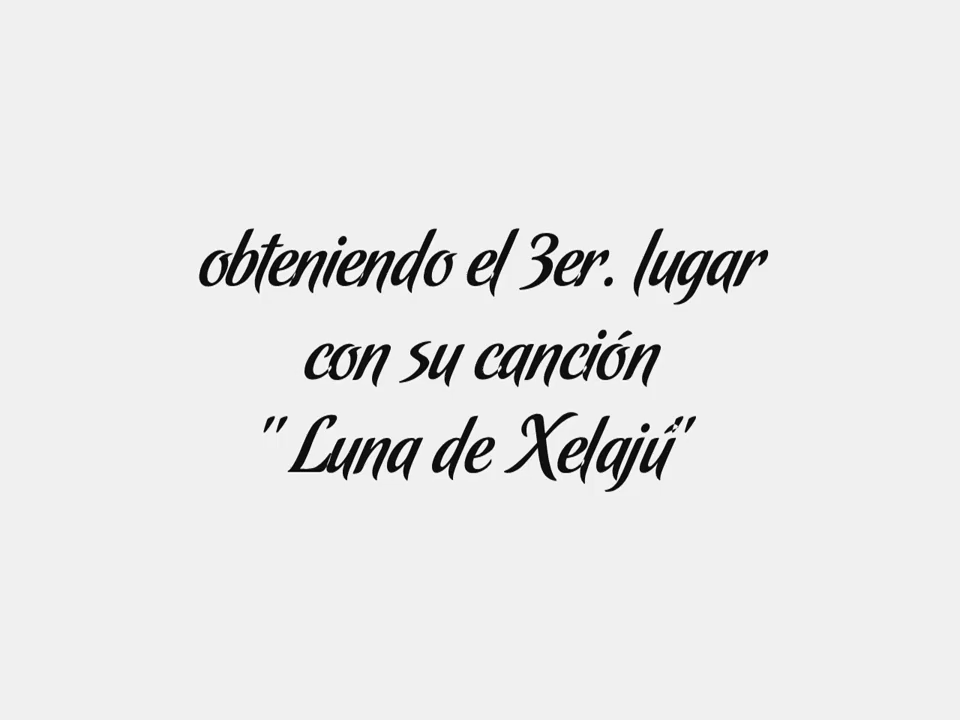 obteniendo el 3er. lugar
con su canción
" Luna de Xelajú"